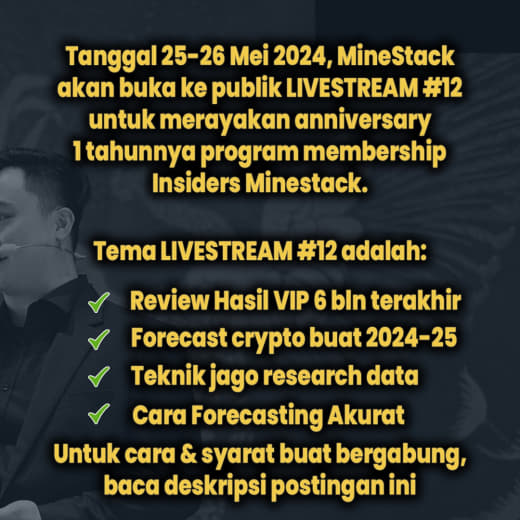 Tanggal 25-26 Mei 2024, MineStack
akan buka ke publik LIVESTREAM #12
untuk merayakan anniversary
1 tahunnya program membership
Insiders Minestack.
Tema LIVESTREAM #12 adalah:
Review Hasil VIP 6 bln terakhir
Forecast crypto buat 2024-25
Teknik jago research data
Cara Forecasting Akurat
Untuk cara & syarat buat bergabung,
baca deskripsi postingan ini